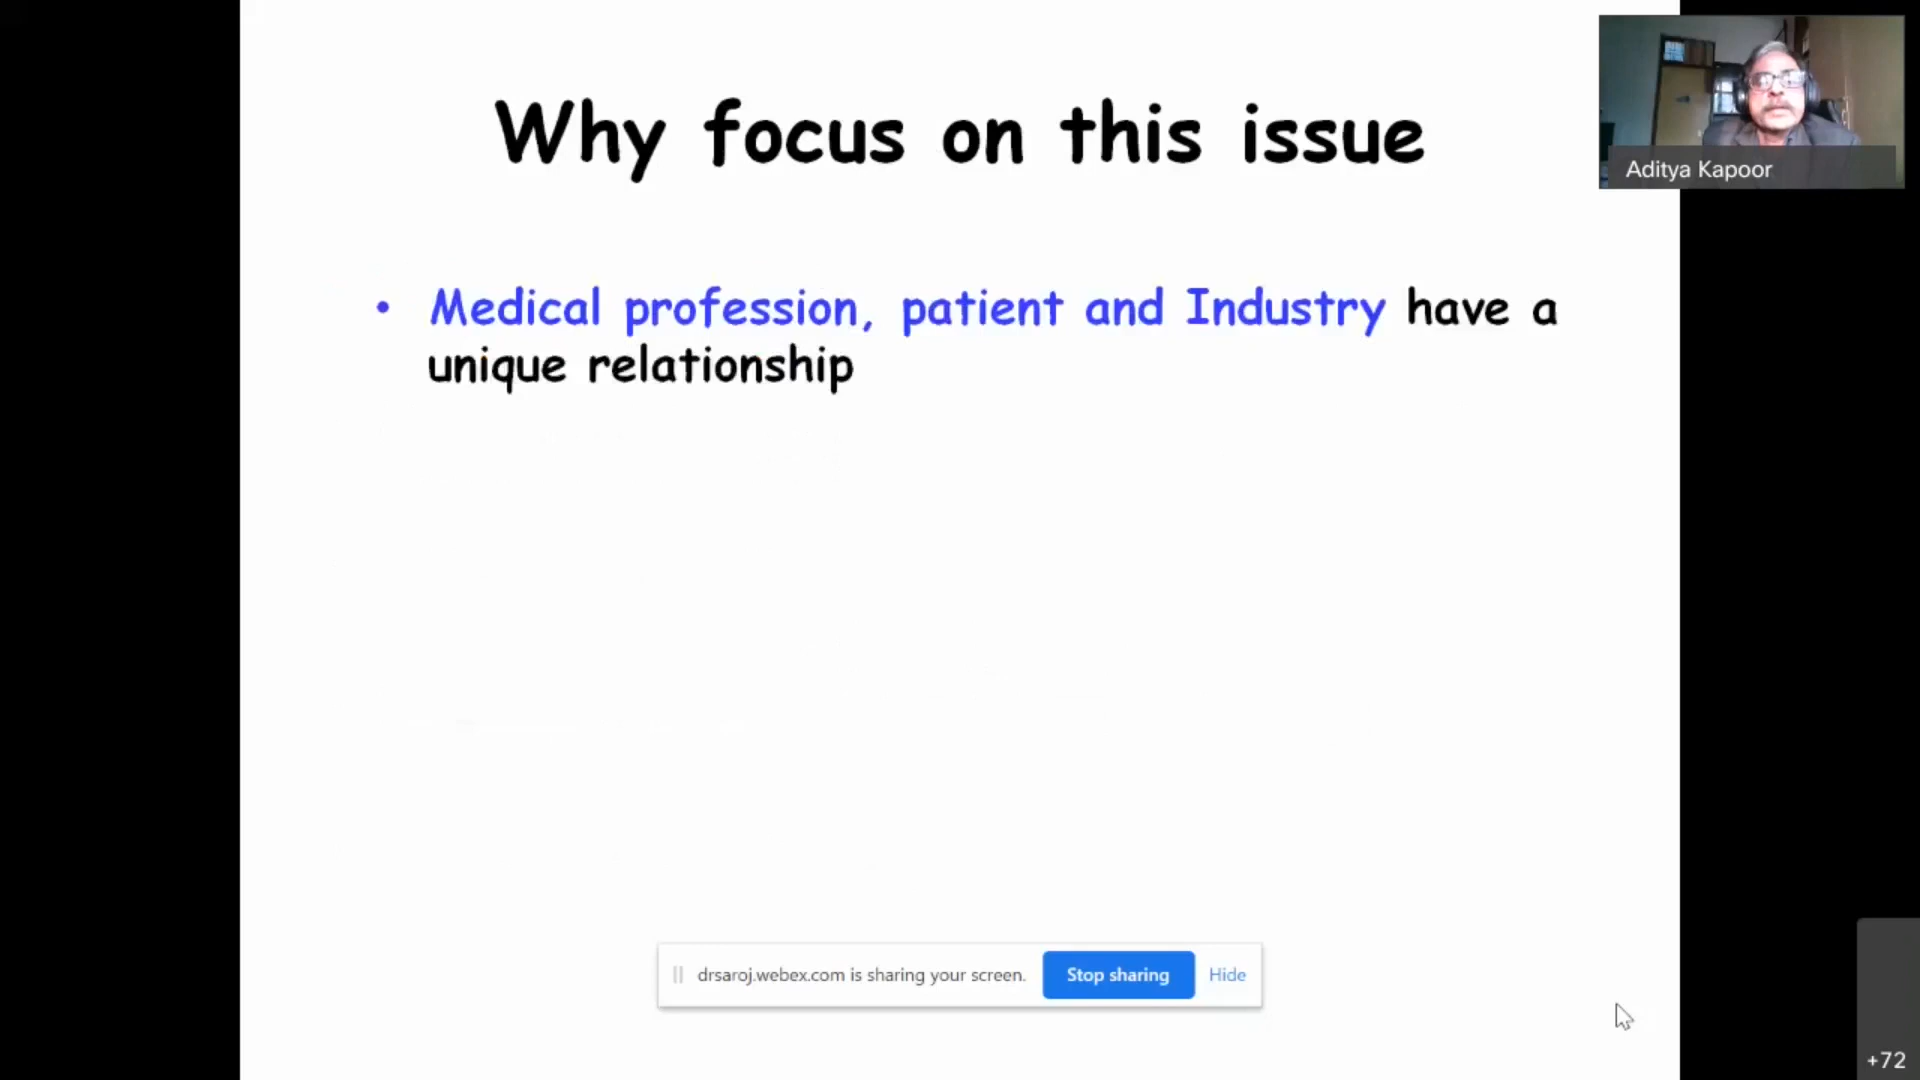 Why focus on this issue
Aditya Kapoor
• Medical profession, patient and Industry have a
unique relationship
drsaroj.webex.com is sharing your screen.
Stop sharing
Hide
+72